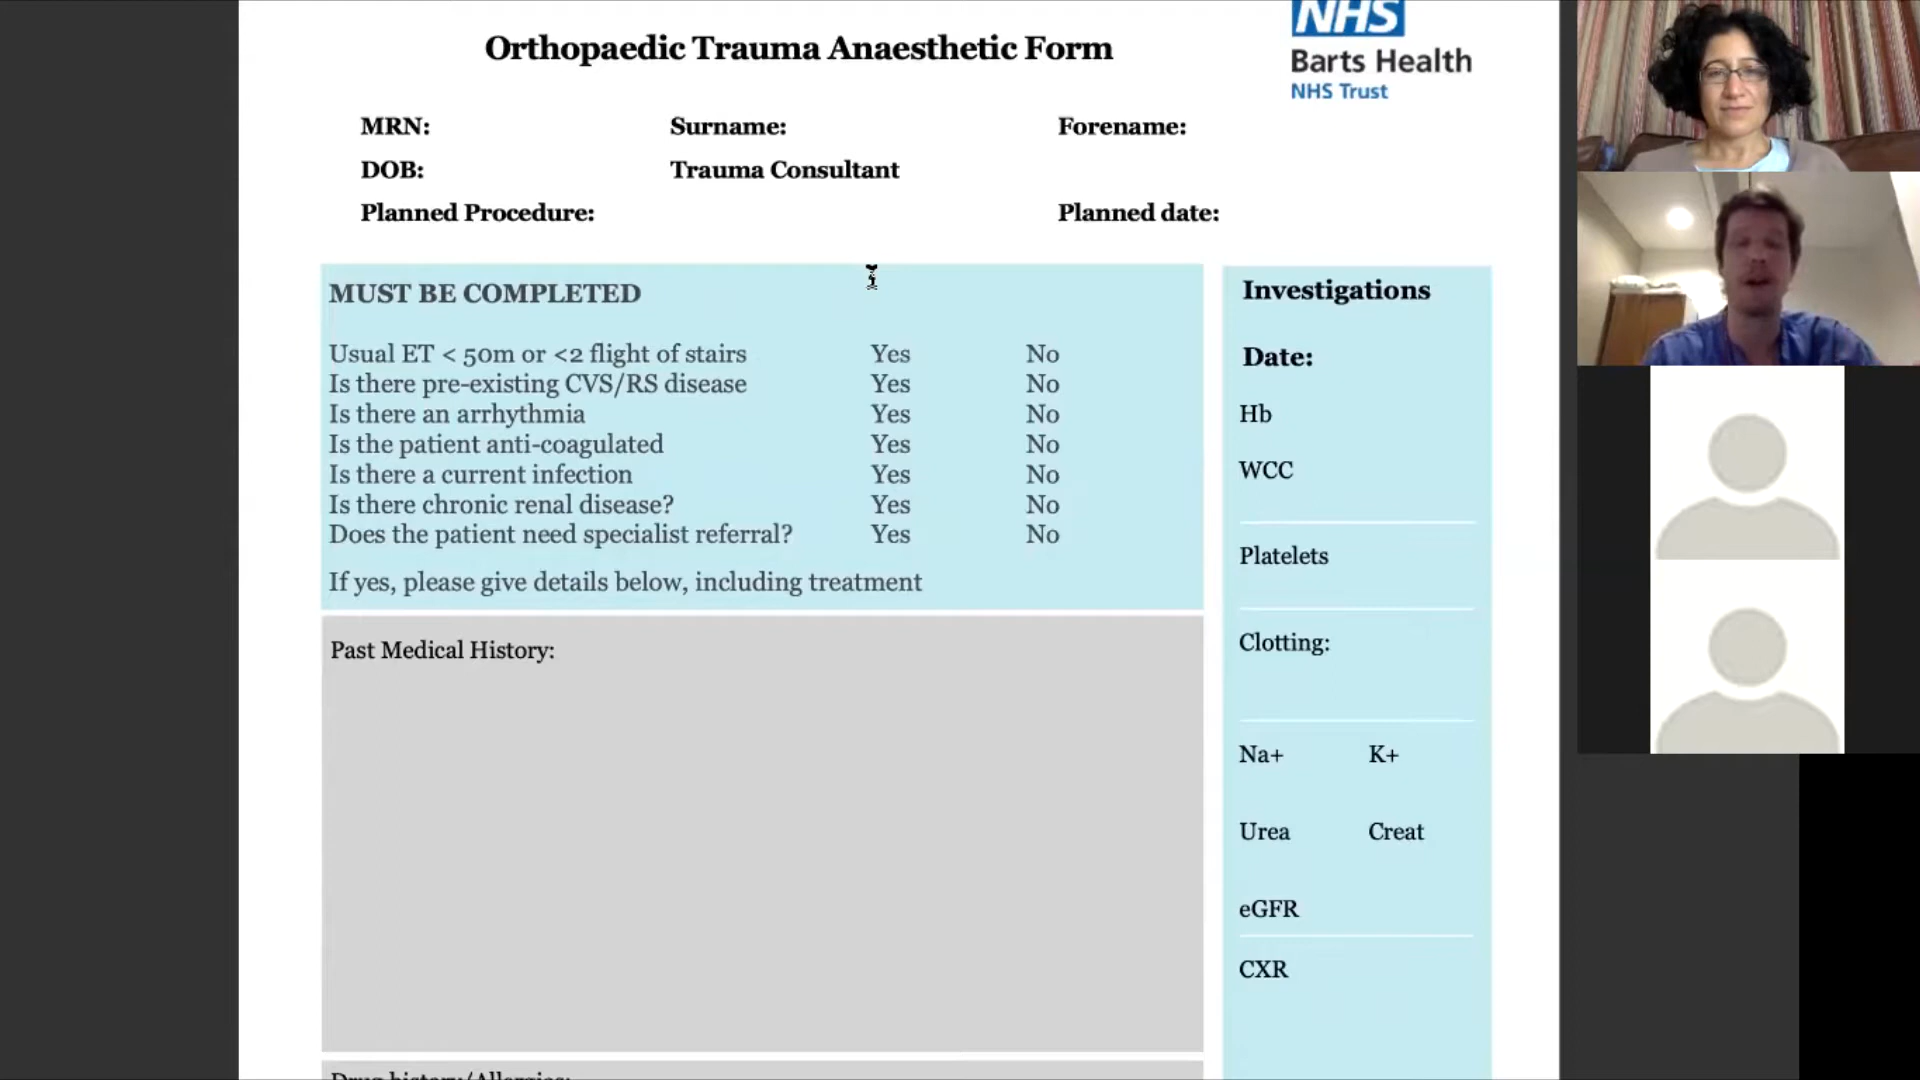 NHS
Orthopaedic Trauma Anaesthetic Form
Barts Health
NHS Trust
MRN: Surname: Forename:
DOB: Trauma Consultant
Planned Procedure: Planned date:
MUST BE COMPLETED
Usual ET < 50m or <2 flight of stairs Yes No
Is there pre-existing CVS/RS disease Yes No
Is there an arrhythmia Yes No
Is the patient anti-coagulated Yes No
Is there a current infection Yes No
Is there chronic renal disease? Yes No
Does the patient need specialist referral? Yes No
If yes, please give details below, including treatment
Past Medical History:
Drug history/Allergies:
Investigations
Date:
Hb
WCC
Platelets
Clotting:
Na+ K+
Urea Creat
eGFR
CXR